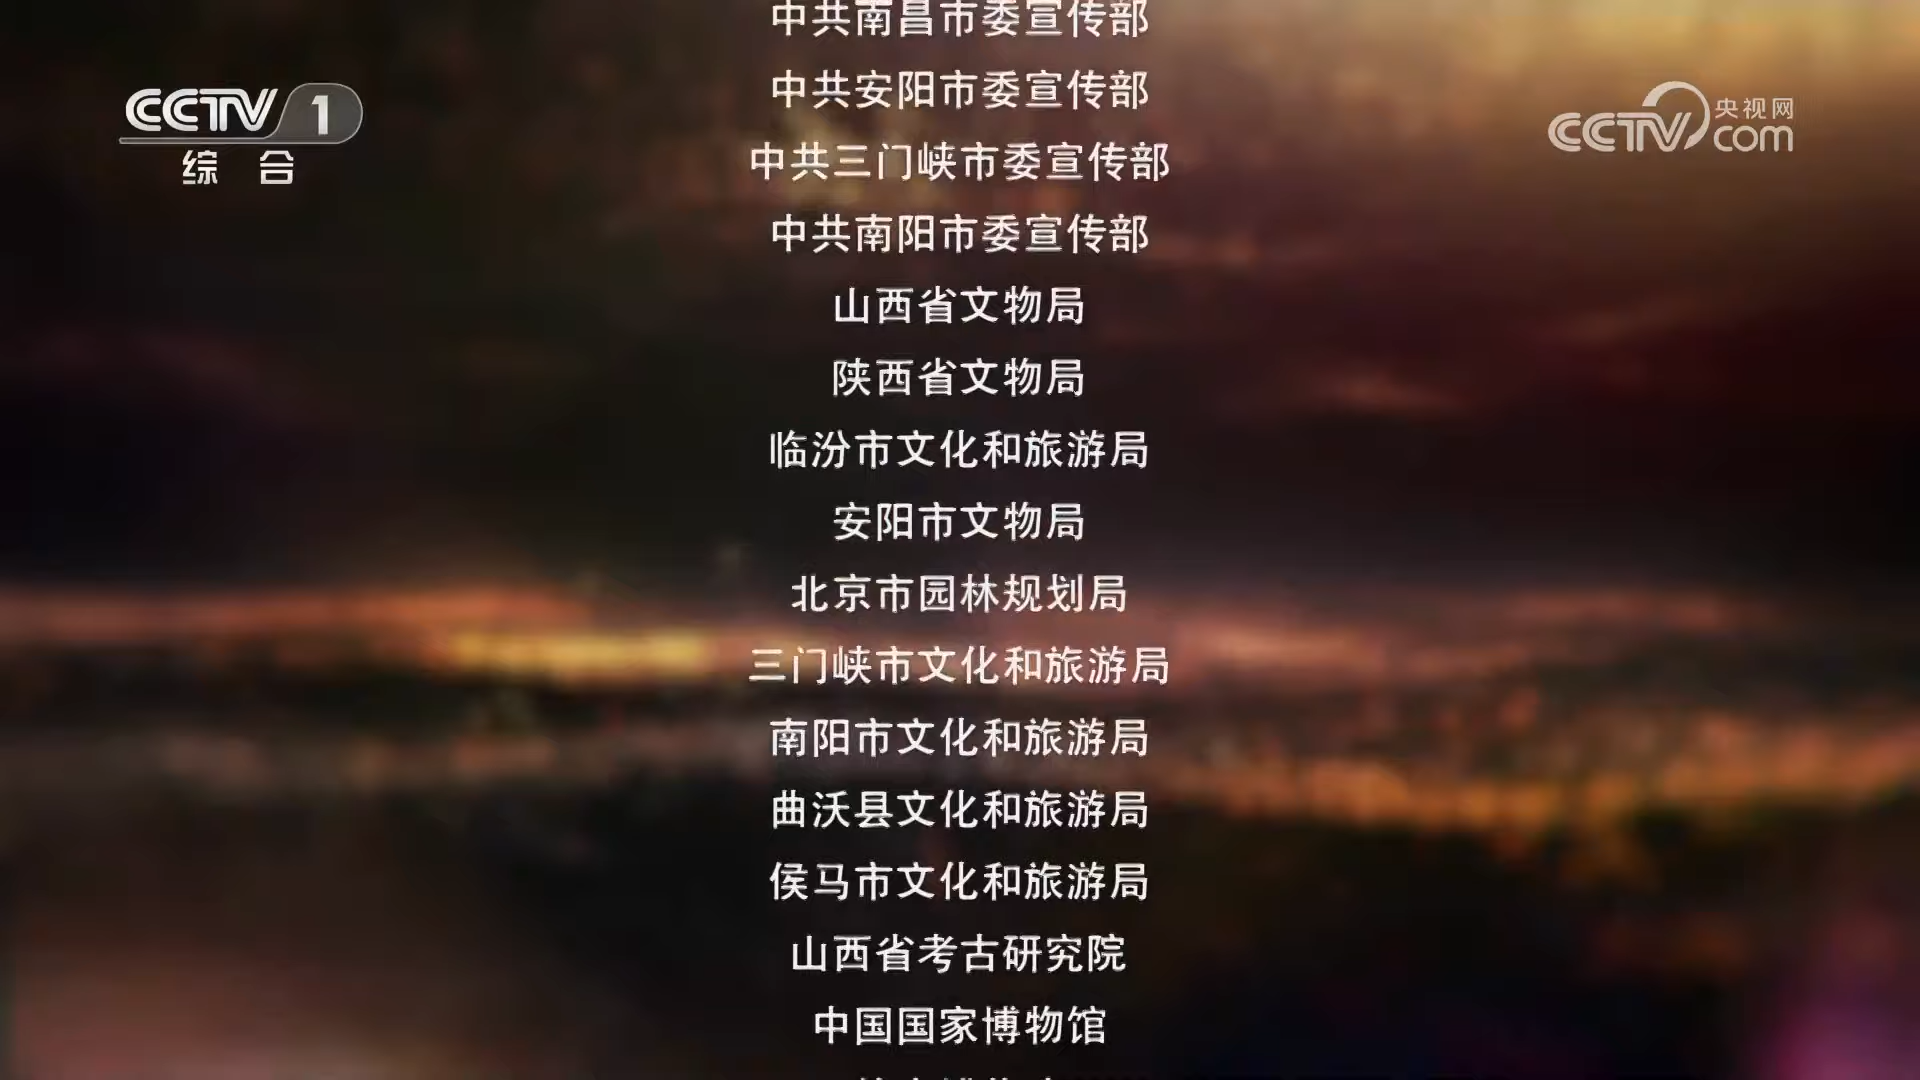 中共南昌市委宣传部
中共安阳市委宣传部
中共三门峡市委宣传部
中共南阳市委宣传部
山西省文物局
陕西省文物局
临汾市文化和旅游局
安阳市文物局
北京市园林规划局
三门峡市文化和旅游局
南阳市文化和旅游局
曲沃县文化和旅游局
侯马市文化和旅游局
山西省考古研究院
中国国家博物馆
CCTV 1
综合
CCTV 央视网
com